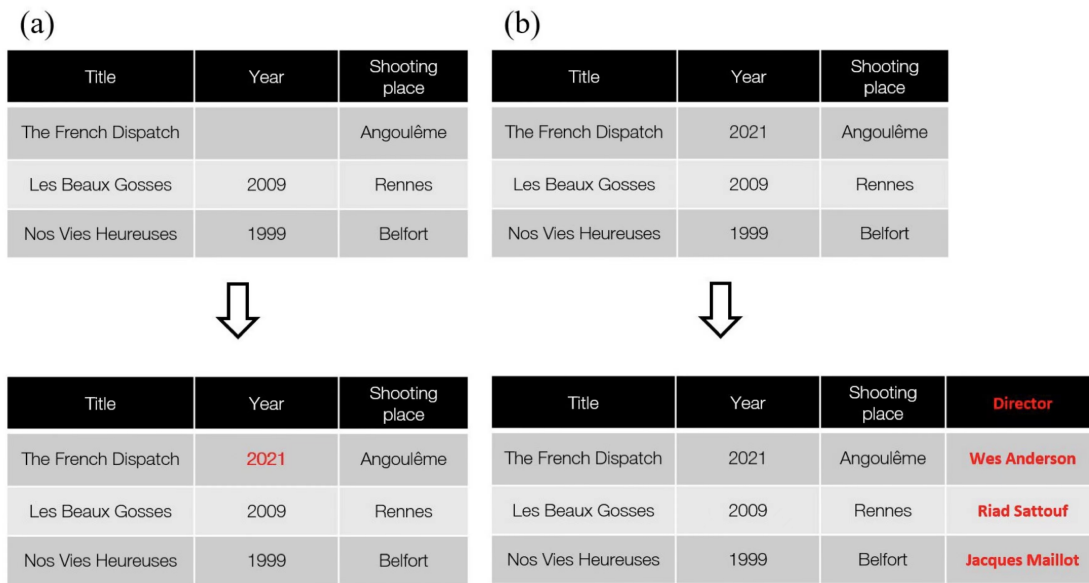 (a)
Title Year Shooting place
The French Dispatch Angoulême
Les Beaux Gosses 2009 Rennes
Nos Vies Heureuses 1999 Belfort
Title Year Shooting place
The French Dispatch 2021 Angoulême
Les Beaux Gosses 2009 Rennes
Nos Vies Heureuses 1999 Belfort
(b)
Title Year Shooting place
The French Dispatch 2021 Angoulême
Les Beaux Gosses 2009 Rennes
Nos Vies Heureuses 1999 Belfort
Title Year Shooting place Director
The French Dispatch 2021 Angoulême Wes Anderson
Les Beaux Gosses 2009 Rennes Riad Sattouf
Nos Vies Heureuses 1999 Belfort Jacques Maillot